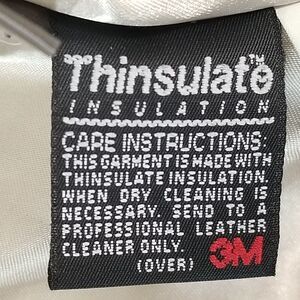 Thinsulate™
INSULATION
CARE INSTRUCTIONS:
THIS GARMENT IS MADE WITH
THINSULATE INSULATION.
WHEN DRY CLEANING IS
NECESSARY. SEND TO A
PROFESSIONAL LEATHER
CLEANER ONLY.
(OVER) 3M